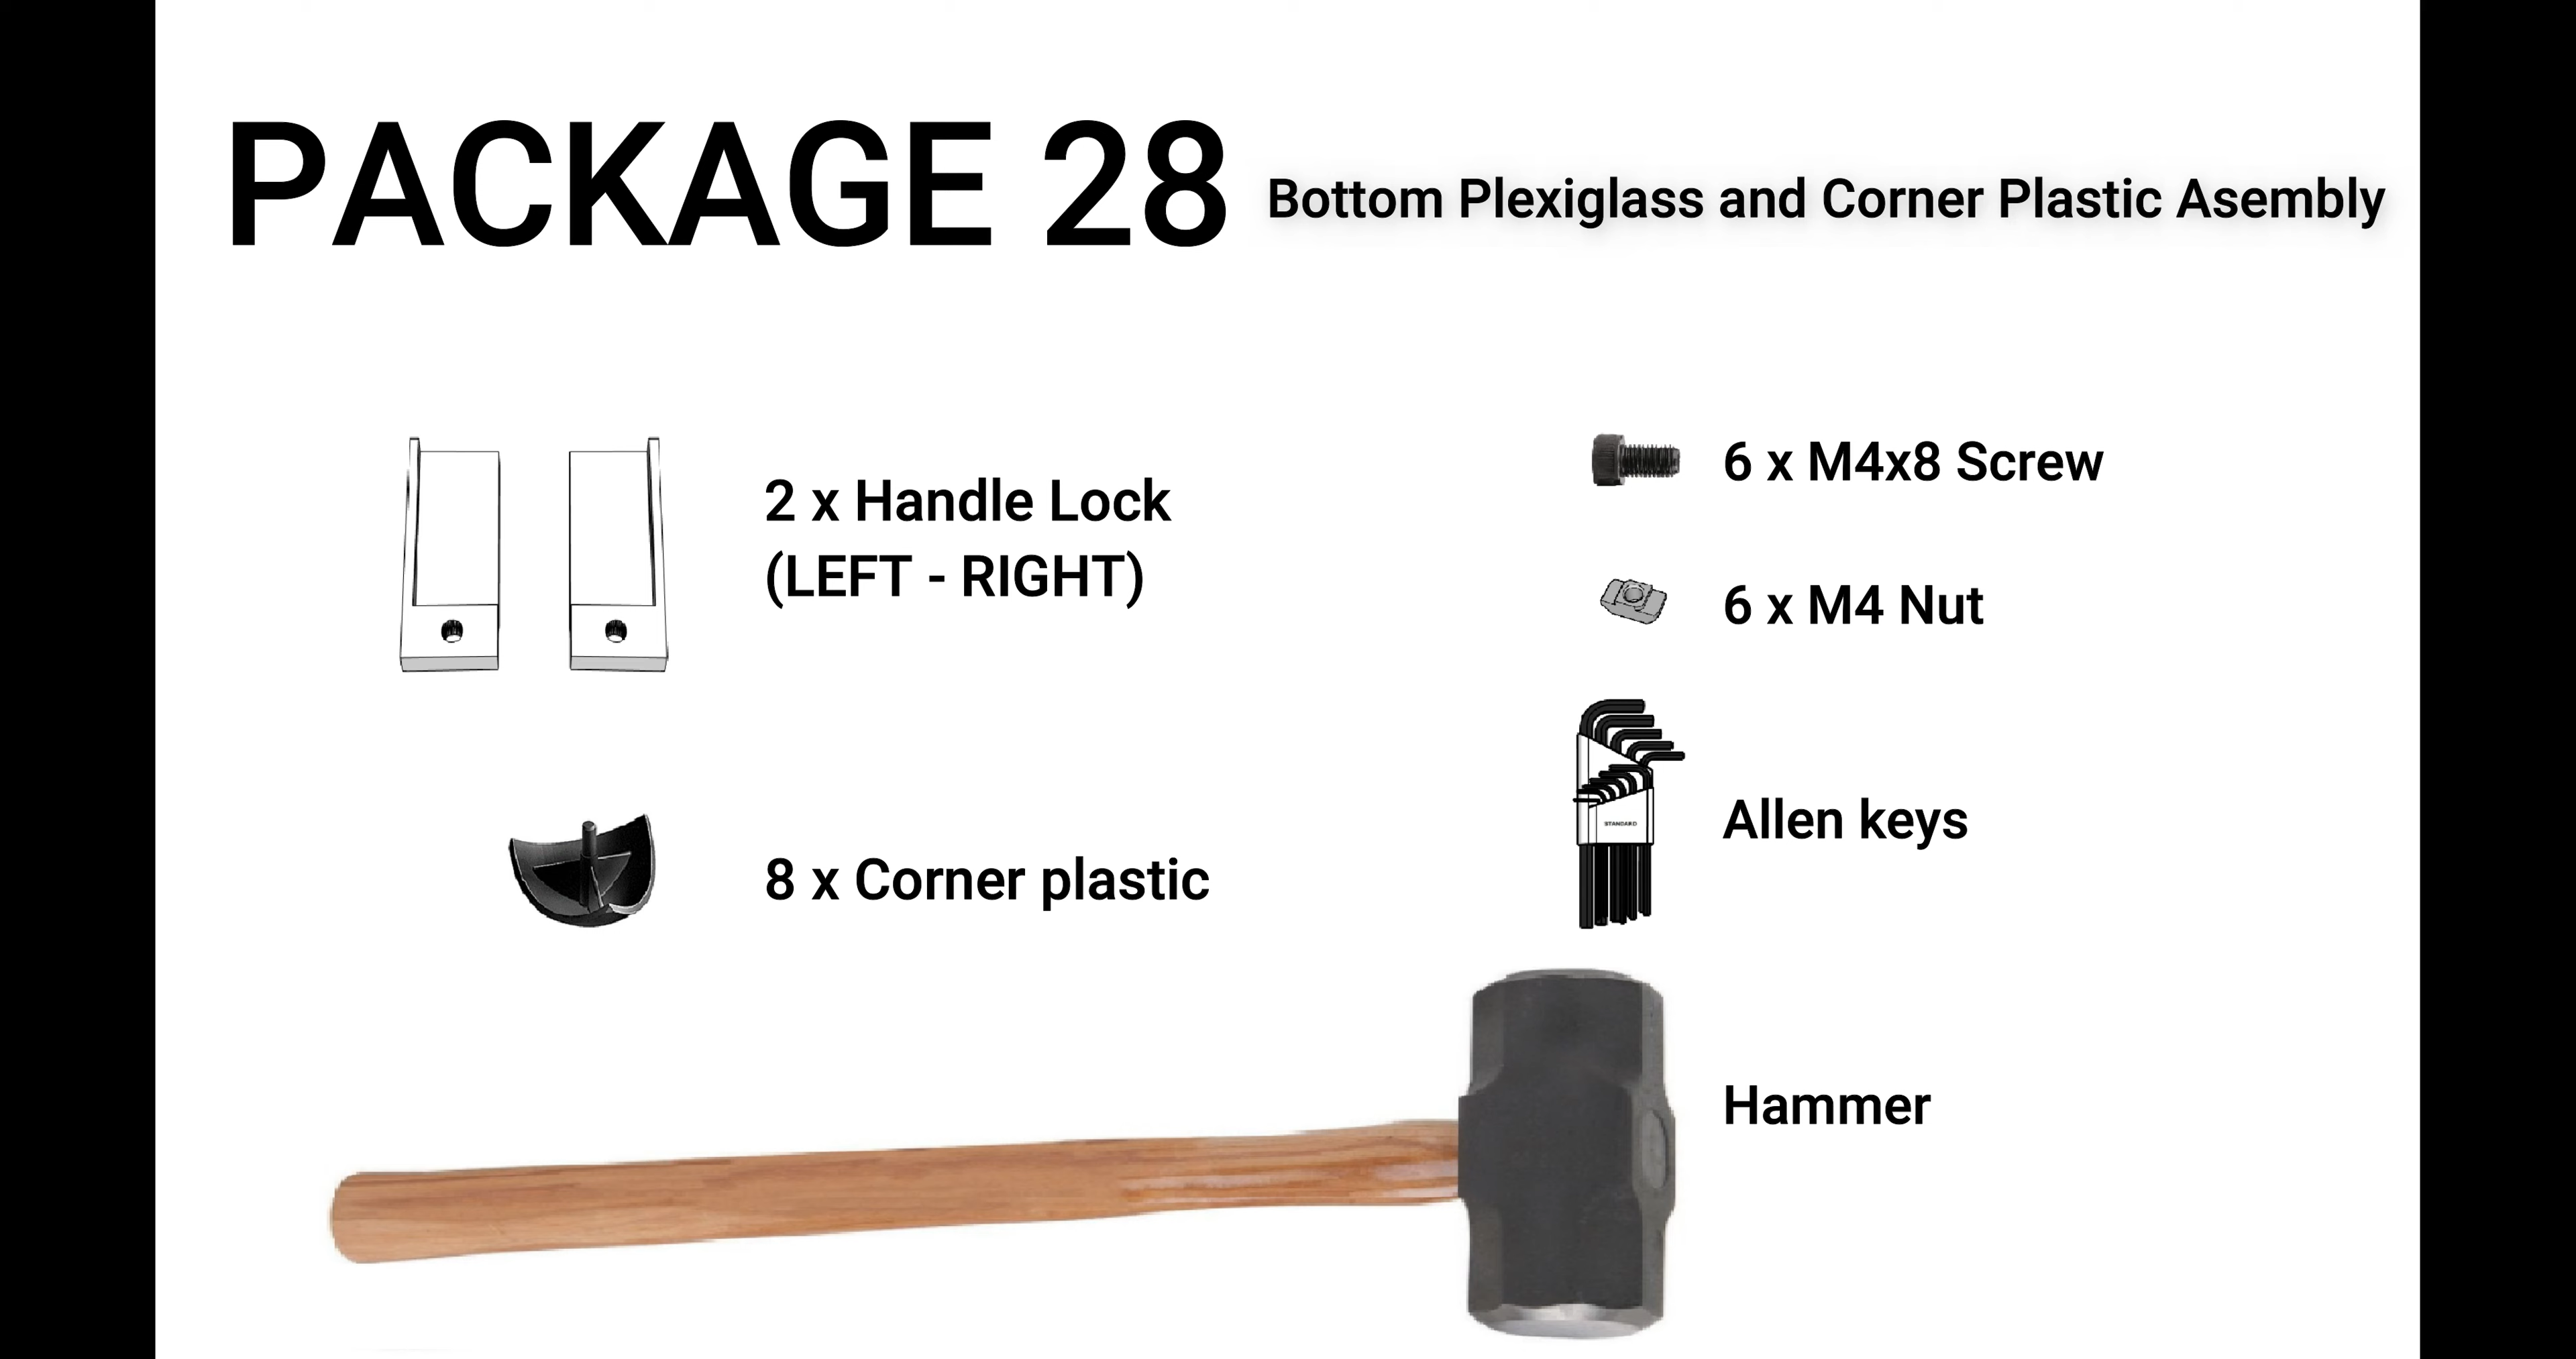 PACKAGE 28 Bottom Plexiglass and Corner Plastic Asembly
2 x Handle Lock
(LEFT - RIGHT)
8 x Corner plastic
6 x M4x8 Screw
6 x M4 Nut
STANDARD
Allen keys
Hammer